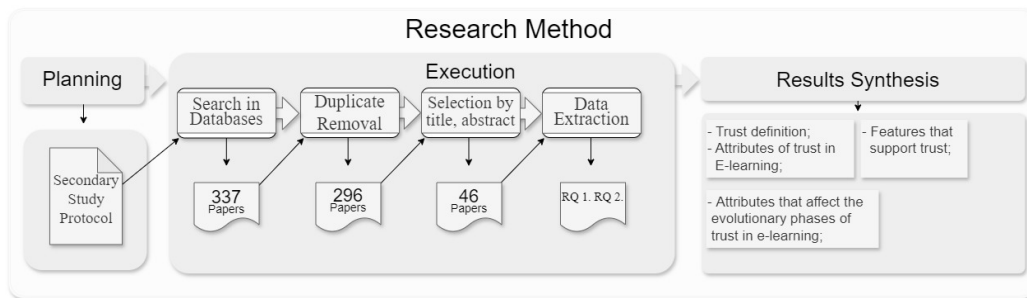 Research Method
Planning
Secondary
Study
Protocol
Execution
Search in
Databases
Duplicate
Removal
Selection by
title, abstract
Data
Extraction
337
Papers
296
Papers
46
Papers
RQ 1. RQ 2.
Results Synthesis
- Trust definition;
- Attributes of trust in
E-learning;
- Features that
support trust;
- Attributes that affect the
evolutionary phases of
trust in e-learning;